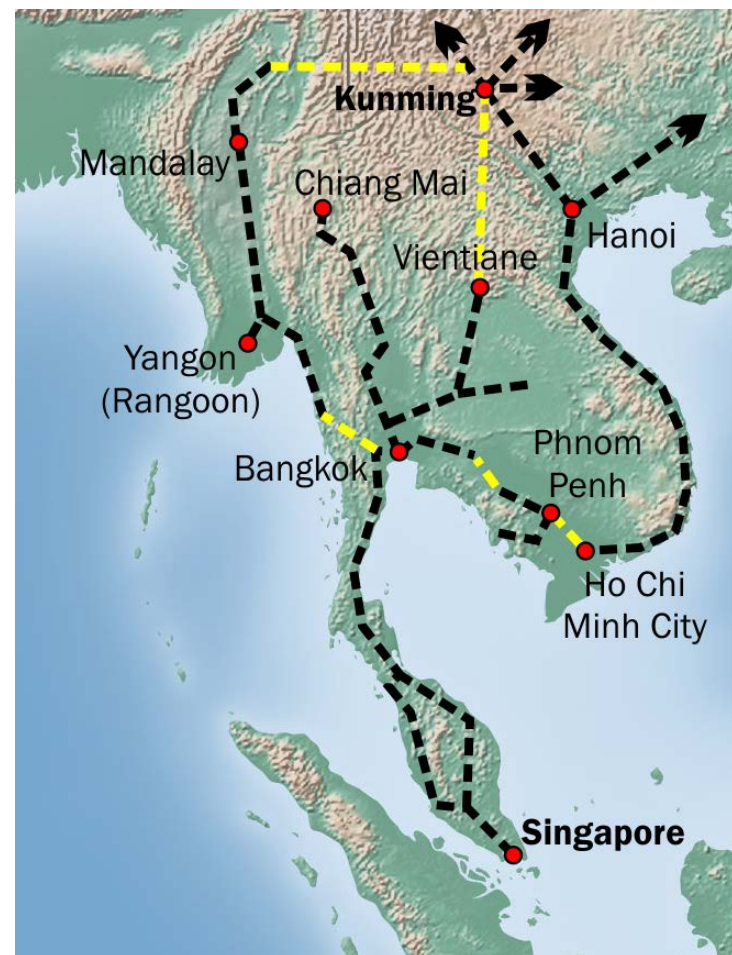 Kunming
Mandalay
Chiang Mai
Hanoi
Vientiane
Yangon
(Rangoon)
Phnom
Penh
Bangkok
Ho Chi
Minh City
Singapore